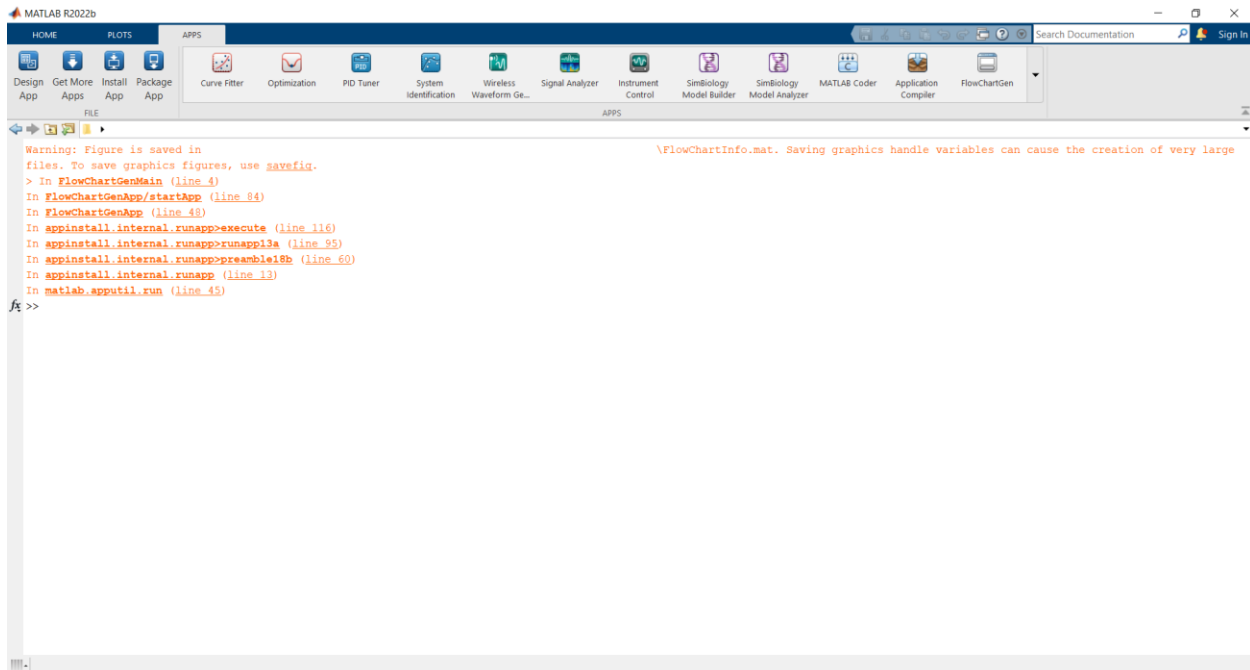 MATLAB R2022b
HOME PLOTS APPS
Search Documentation
Sign In
Design App
Get More Apps
Install App
Package App
Curve Fitter
Optimization
PID Tuner
System Identification
Wireless Waveform Ge...
Signal Analyzer
Instrument Control
SimBiology Model Builder
SimBiology Model Analyzer
MATLAB Coder
Application Compiler
FlowChartGen
FILE APPS
Warning: Figure is saved in \FlowChartInfo.mat. Saving graphics handle variables can cause the creation of very large
files. To save graphics figures, use savefig.
> In FlowChartGenMain (line 4)
In FlowChartGenApp/startApp (line 84)
In FlowChartGenApp (line 48)
In appinstall.internal.runapp>execute (line 116)
In appinstall.internal.runapp>runapp13a (line 95)
In appinstall.internal.runapp>preamble18b (line 60)
In appinstall.internal.runapp (line 13)
In matlab.apputil.run (line 45)
fx >>